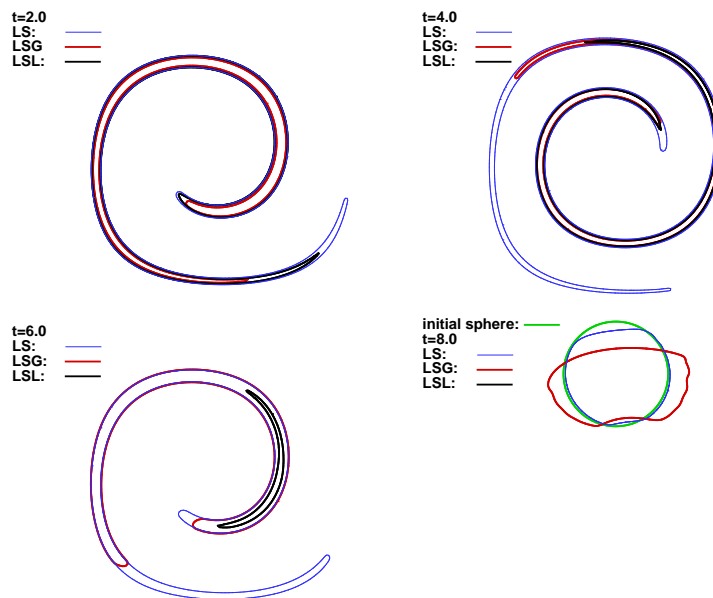 t=2.0
LS:
LSG:
LSL:
t=4.0
LS:
LSG:
LSL:
t=6.0
LS:
LSG:
LSL:
initial sphere:
t=8.0
LS:
LSG:
LSL: